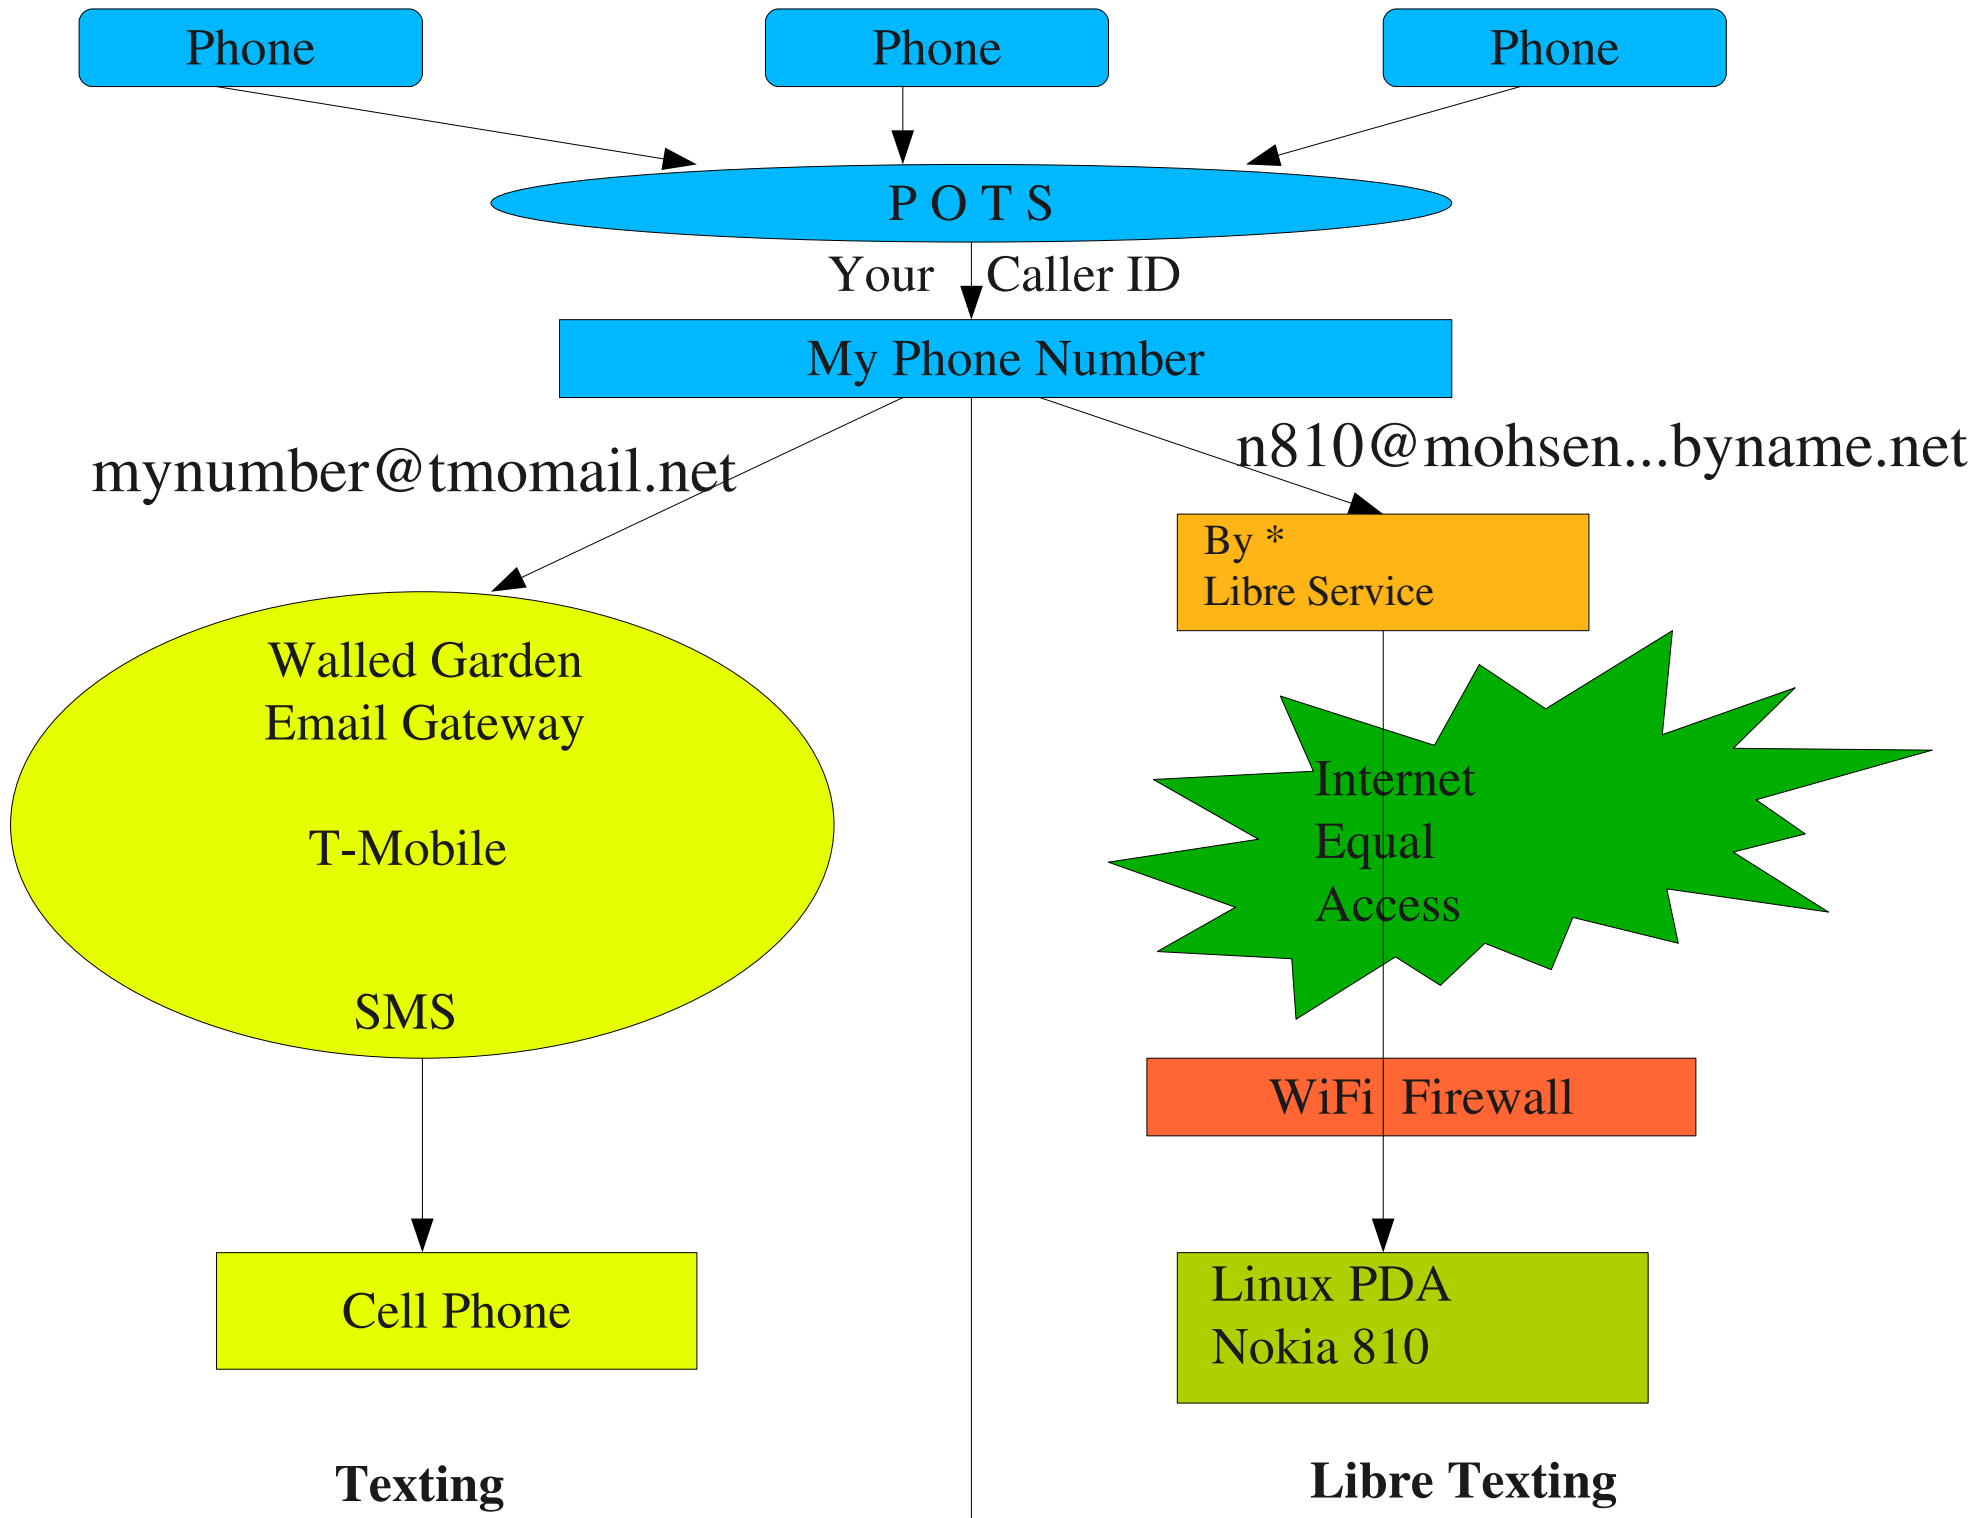 Phone
Phone
Phone
P O T S
Your Caller ID
My Phone Number
mynumber@tmomail.net
n810@mohsen...byname.net
By *
Libre Service
Walled Garden
Email Gateway
T-Mobile
SMS
Internet
Equal
Access
WiFi Firewall
Cell Phone
Linux PDA
Nokia 810
Texting
Libre Texting